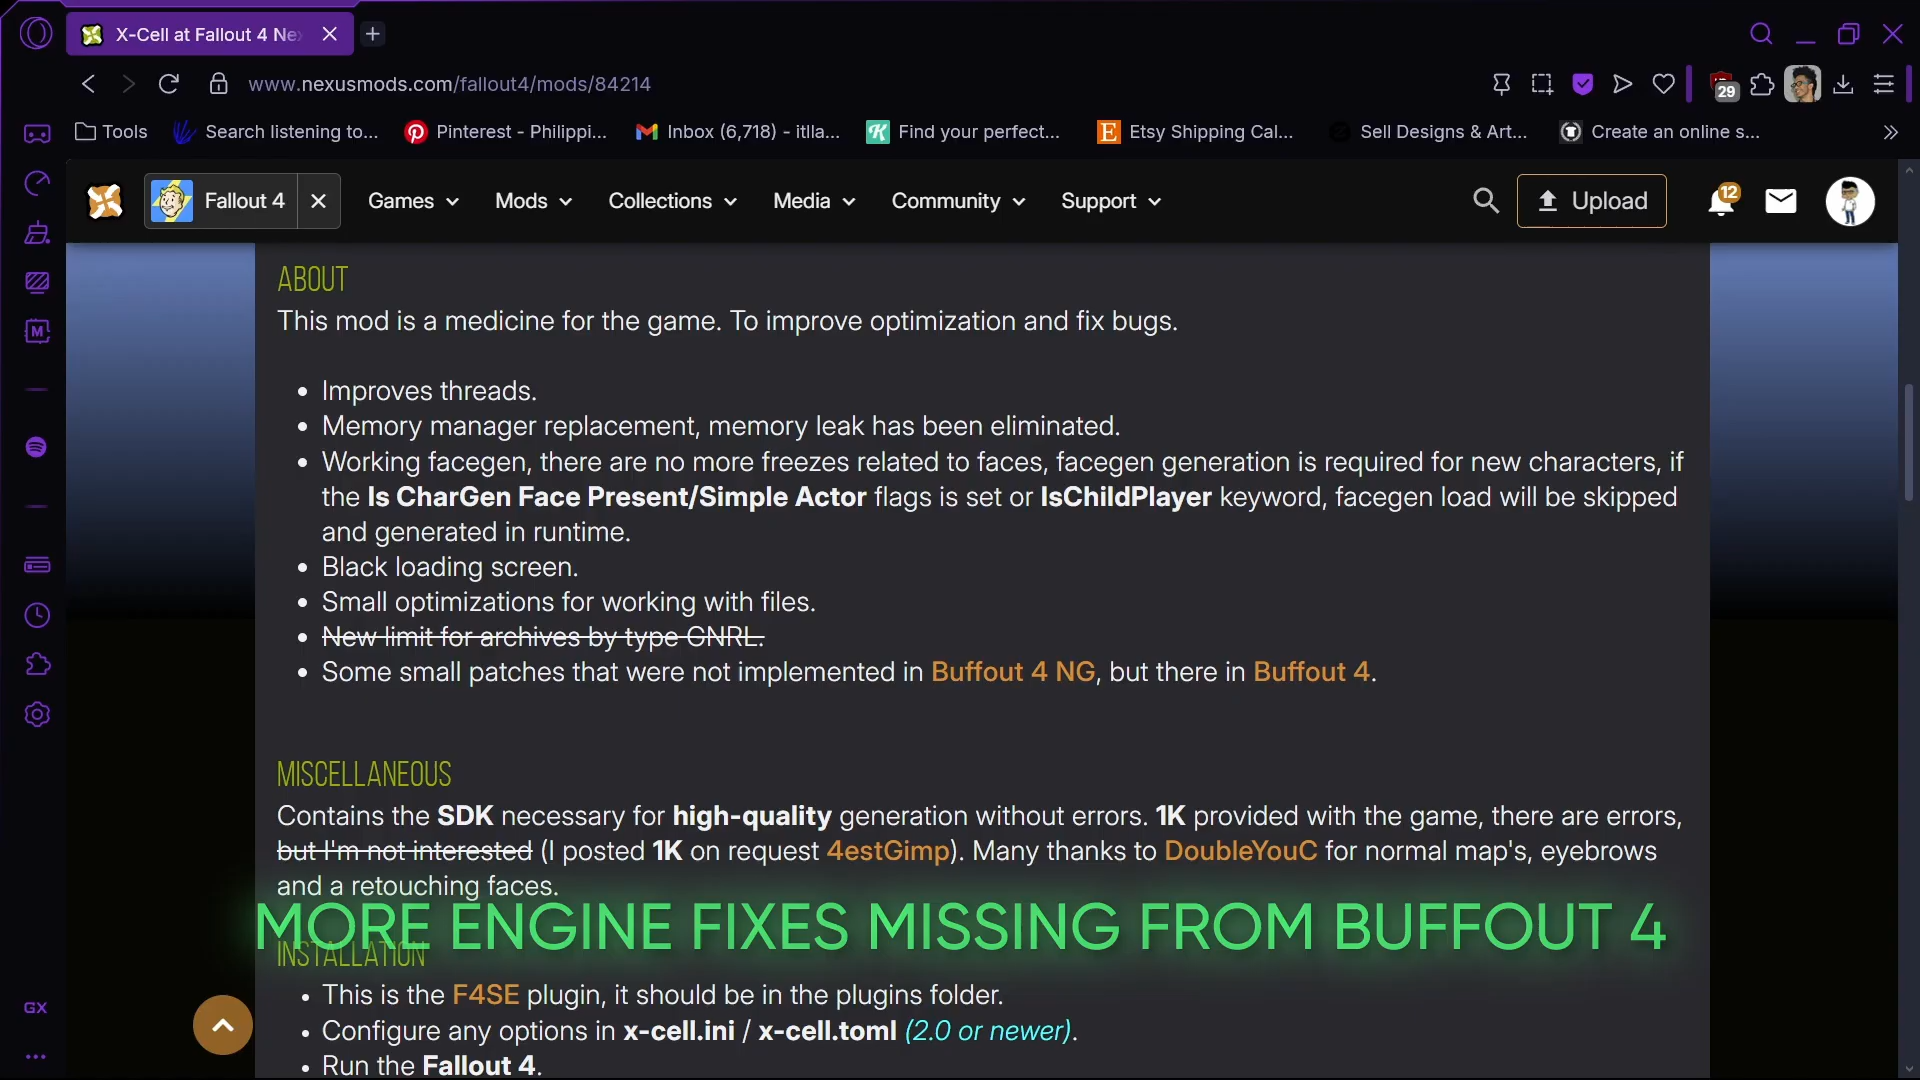 X-Cell at Fallout 4 Ne
www.nexusmods.com/fallout4/mods/84214
29
Tools
Search listening to...
Pinterest - Philippi...
Inbox (6,718) - itlla...
Find your perfect...
Etsy Shipping Cal...
Sell Designs & Art...
Create an online s...
Fallout 4
Games
Mods
Collections
Media
Community
Support
Upload
12
ABOUT
This mod is a medicine for the game. To improve optimization and fix bugs.
• Improves threads.
• Memory manager replacement, memory leak has been eliminated.
• Working facegen, there are no more freezes related to faces, facegen generation is required for new characters, if
the Is CharGen Face Present/Simple Actor flags is set or IsChildPlayer keyword, facegen load will be skipped
and generated in runtime.
• Black loading screen.
• Small optimizations for working with files.
• New limit for archives by type GNRL.
• Some small patches that were not implemented in Buffout 4 NG, but there in Buffout 4.
MISCELLANEOUS
Contains the SDK necessary for high-quality generation without errors. 1K provided with the game, there are errors,
but I'm not interested (I posted 1K on request 4estGimp). Many thanks to DoubleYouC for normal map's, eyebrows
and a retouching faces.
MORE ENGINE FIXES MISSING FROM BUFFOUT 4
INSTALLATION
• This is the F4SE plugin, it should be in the plugins folder.
• Configure any options in x-cell.ini / x-cell.toml (2.0 or newer).
• Run the Fallout 4.
M
GX